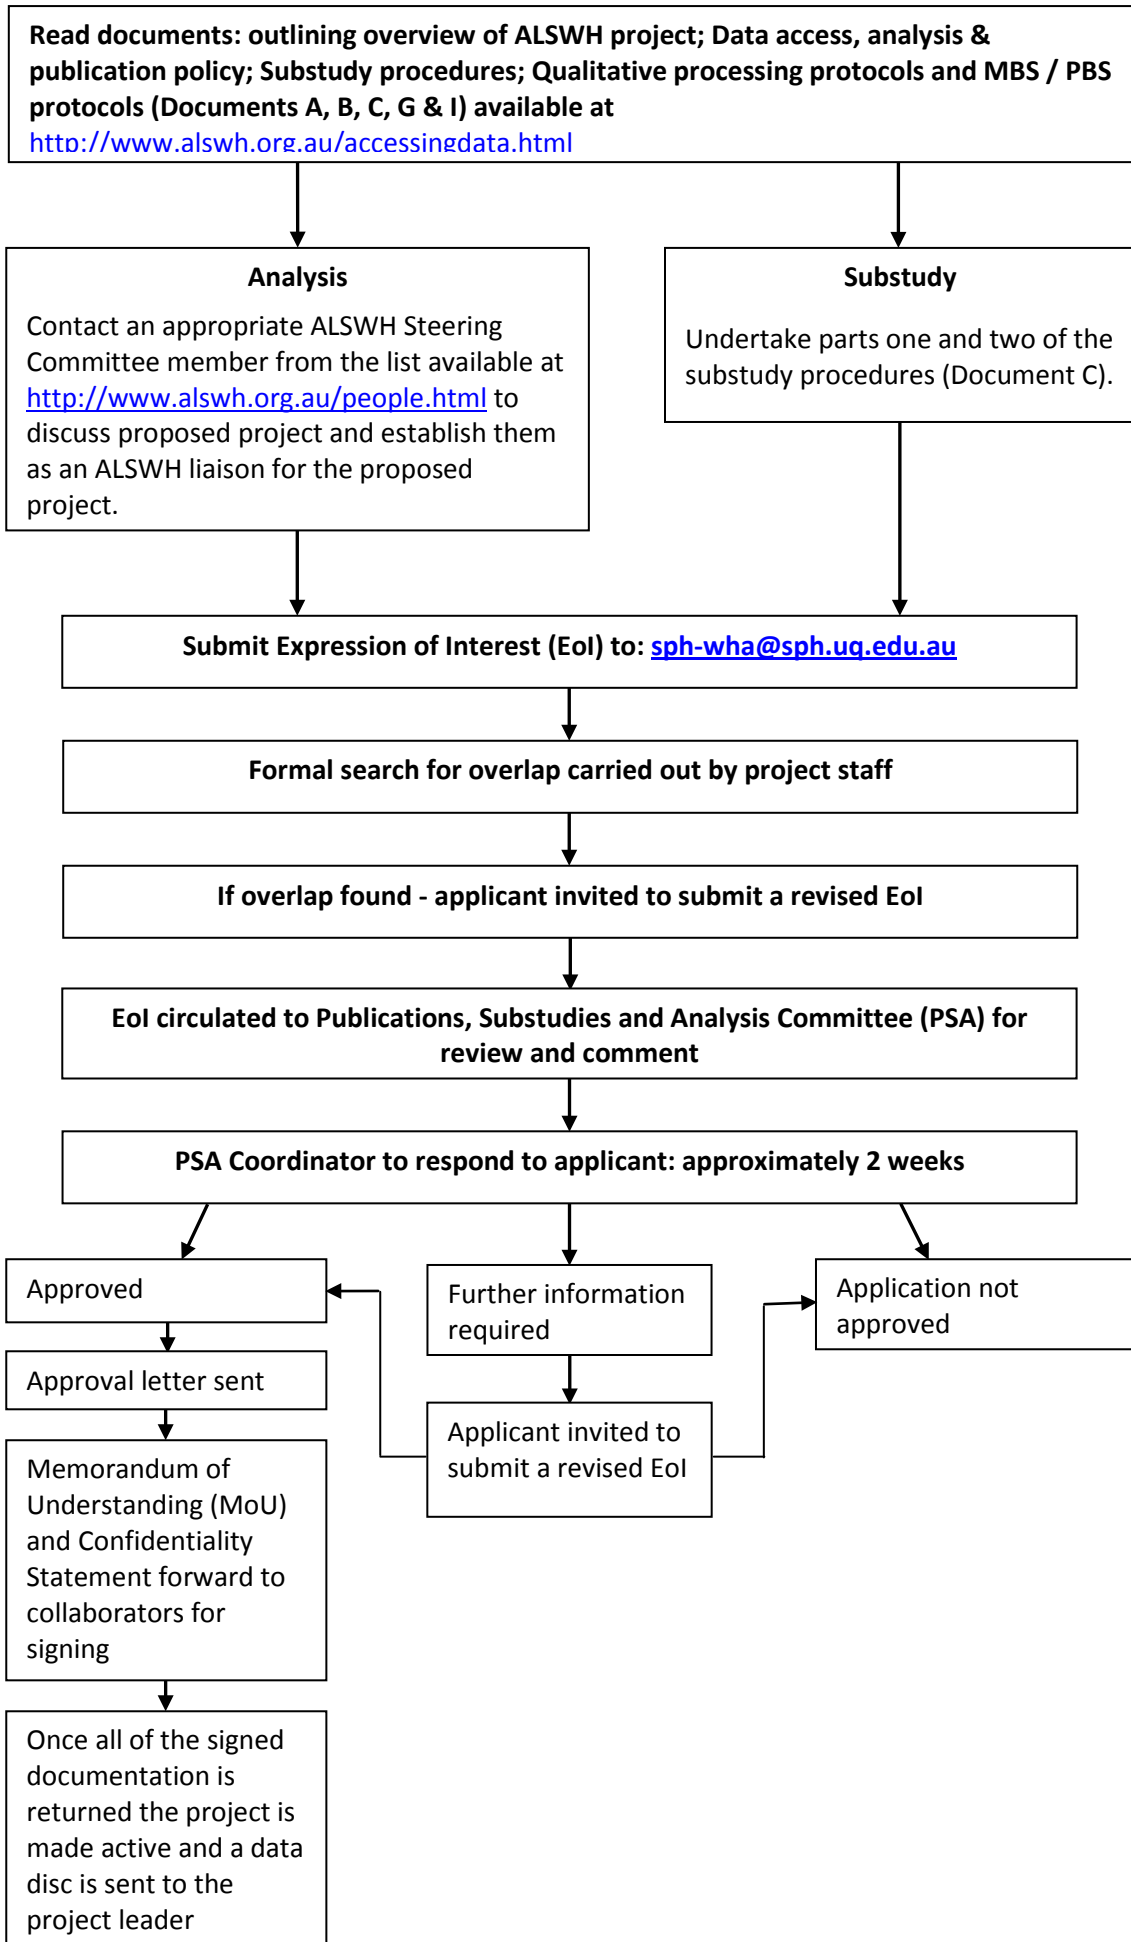 Read documents: outlining overview of ALSWH project; Data access, analysis &
publication policy; Substudy procedures; Qualitative processing protocols and MBS / PBS
protocols (Documents A, B, C, G & I) available at
http://www.alswh.org.au/accessingdata.html
Analysis
Contact an appropriate ALSWH Steering
Committee member from the list available at
http://www.alswh.org.au/people.html to
discuss proposed project and establish them
as an ALSWH liaison for the proposed
project.
Substudy
Undertake parts one and two of the
substudy procedures (Document C).
Submit Expression of Interest (EoI) to: sph-wha@sph.uq.edu.au
Formal search for overlap carried out by project staff
If overlap found - applicant invited to submit a revised EoI
EoI circulated to Publications, Substudies and Analysis Committee (PSA) for
review and comment
PSA Coordinator to respond to applicant: approximately 2 weeks
Approved
Further information
required
Application not
approved
Approval letter sent
Applicant invited to
submit a revised EoI
Memorandum of
Understanding (MoU)
and Confidentiality
Statement forward to
collaborators for
signing
Once all of the signed
documentation is
returned the project is
made active and a data
disc is sent to the
project leader